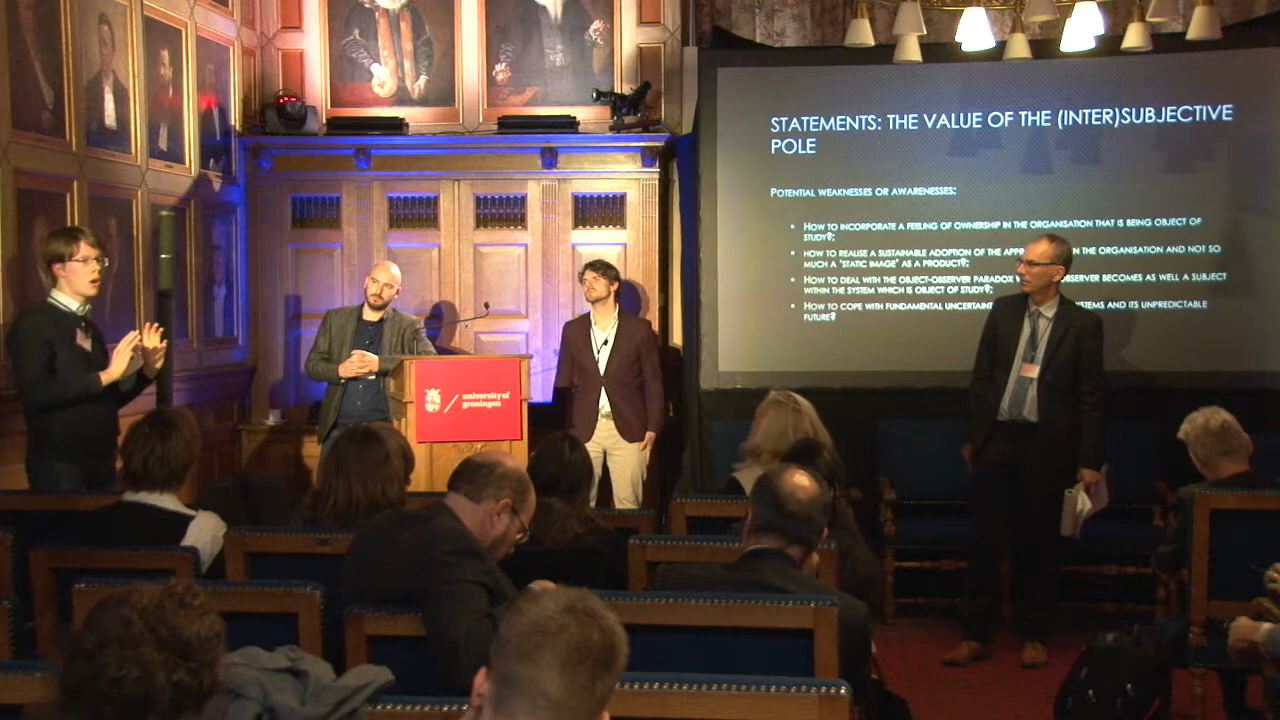 STATEMENTS: THE VALUE OF THE (INTER)SUBJECTIVE
POLE
POTENTIAL WEAKNESSES OR AWARENESSES:
• HOW TO INCORPORATE A FEELING OF OWNERSHIP IN THE ORGANISATION THAT IS BEING OBJECT OF
STUDY?;
• HOW TO REALISE A SUSTAINABLE ADOPTION OF THE IN THE ORGANISATION AND NOT SO
MUCH A "STATIC IMAGE" AS A PRODUCT?;
• HOW TO DEAL WITH THE OBJECT-OBSERVER PARADOX OBSERVER BECOMES AS WELL A SUBJECT
WITHIN THE SYSTEM WHICH IS OBJECT OF STUDY?;
• HOW TO COPE WITH FUNDAMENTAL AND ITS UNPREDICTABLE
FUTURE?
university of
groningen